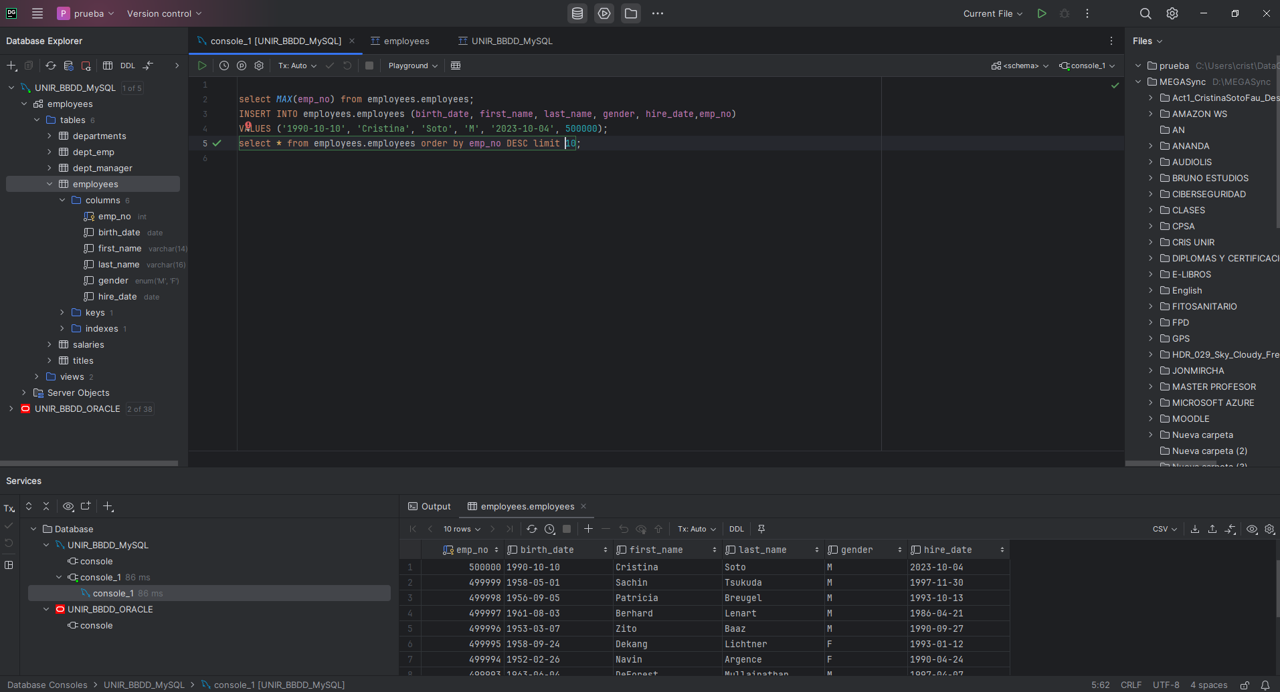 DG P prueba Version control Current File
Database Explorer
DDL
UNIR_BBDD_MySQL 1 of 5
employees
tables 6
departments
dept_emp
dept_manager
employees
columns 6
emp_no int
birth_date date
first_name varchar(14)
last_name varchar(16)
gender enum('M', 'F')
hire_date date
keys 1
indexes 1
salaries
titles
views 2
Server Objects
UNIR_BBDD_ORACLE 2 of 38
console_1 [UNIR_BBDD_MySQL] employees UNIR_BBDD_MySQL
Tx: Auto Playground <schema> console_1
1
2 select MAX(emp_no) from employees.employees;
3 INSERT INTO employees.employees (birth_date, first_name, last_name, gender, hire_date,emp_no)
4 VALUES ('1990-10-10', 'Cristina', 'Soto', 'M', '2023-10-04', 500000);
5 select * from employees.employees order by emp_no DESC limit 10;
6
Files
prueba C:\Users\crist\Data
MEGASync D:\MEGASync
Act1_CristinaSotoFau_Des
AMAZON WS
AN
ANANDA
AUDIOLIS
BRUNO ESTUDIOS
CIBERSEGURIDAD
CLASES
CPSA
CRIS UNIR
DIPLOMAS Y CERTIFICACI
E-LIBROS
English
FITOSANITARIO
FPD
GPS
HDR_029_Sky_Cloudy_Fre
JONMIRCHA
MASTER PROFESOR
MICROSOFT AZURE
MOODLE
Nueva carpeta
Nueva carpeta (2)
Nueva carpeta (3)
Services
Tx
Database
UNIR_BBDD_MySQL
console
console_1 86 ms
console_1 86 ms
UNIR_BBDD_ORACLE
console
Output employees.employees
10 rows Tx: Auto DDL CSV
emp_no birth_date first_name last_name gender hire_date
1 500000 1990-10-10 Cristina Soto M 2023-10-04
2 499999 1958-05-01 Sachin Tsukuda M 1997-11-30
3 499998 1956-09-05 Patricia Breugel M 1993-10-13
4 499997 1961-08-03 Berhard Lenart M 1986-04-21
5 499996 1953-03-07 Zito Baaz M 1990-09-27
6 499995 1958-09-24 Dekang Lichtner F 1993-01-12
7 499994 1952-02-26 Navin Argence F 1990-04-24
8 499993 1963-06-04 DeForest Mullainathan M 1997-04-07
Database Consoles > UNIR_BBDD_MySQL > console_1 [UNIR_BBDD_MySQL] 5:62 CRLF UTF-8 4 spaces